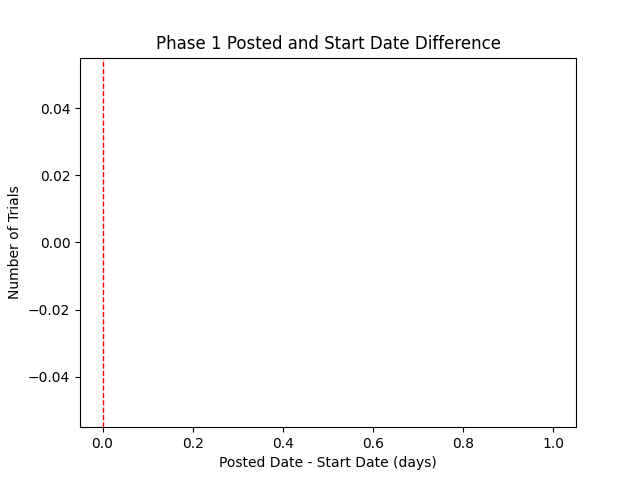 Phase 1 Posted and Start Date Difference
Number of Trials
0.04
0.02
0.00
−0.02
−0.04
0.0 0.2 0.4 0.6 0.8 1.0
Posted Date - Start Date (days)